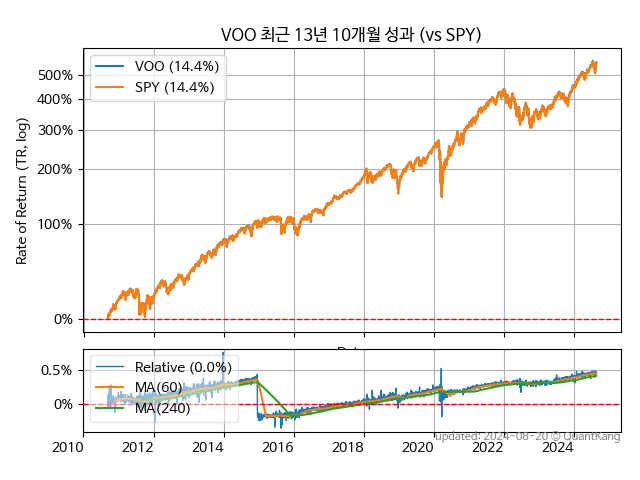 VOO 최근 13년 10개월 성과 (vs SPY)
Rate of Return (TR, log)
500%
400%
300%
200%
100%
0%
VOO (14.4%)
SPY (14.4%)
0.5%
0%
Relative (0.0%)
MA(60)
MA(240)
2010 2012 2014 2016 2018 2020 2022 2024
updated: 2024-08-20 © QuantKang